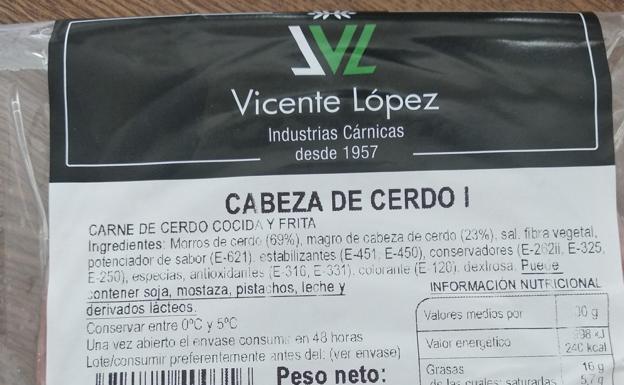 VL
Vicente López
Industrias Cárnicas
desde 1957
CABEZA DE CERDO I
CARNE DE CERDO COCIDA Y FRITA
Ingredientes: Morros de cerdo (69%), magro de cabeza de cerdo (23%), sal, fibra vegetal,
potenciador de sabor (E-621), estabilizantes (E-451, E-450), conservadores (E-262ii, E-325,
E-250), especias, antioxidantes (E-316, E-331), colorante (E-120), dextrosa. Puede
contener soja, mostaza, pistachos, leche y
derivados lácteos.
INFORMACIÓN NUTRICIONAL
Conservar entre 0ºC y 5ºC
Valores medios por
Una vez abierto el envase consumir en 48 horas
Valor energético
240 kcal
Lote/consumir preferentemente antes del: (ver envase)
Grasas 16 g
de las cuales: saturadas 5,7 g
Peso neto: